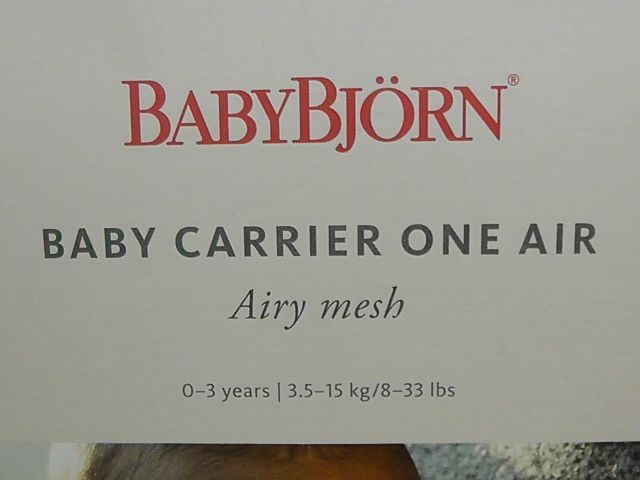 BABYBJÖRN®
BABY CARRIER ONE AIR
Airy mesh
0–3 years | 3.5–15 kg/8–33 lbs